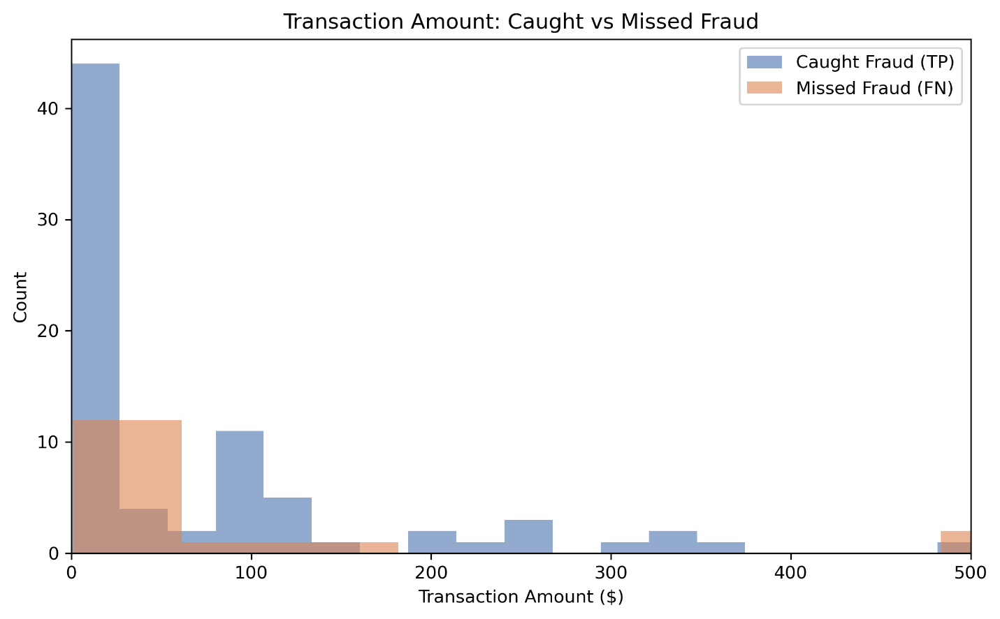 Transaction Amount: Caught vs Missed Fraud
Caught Fraud (TP)
Missed Fraud (FN)
Count
40
30
20
10
0
0 100 200 300 400 500
Transaction Amount ($)